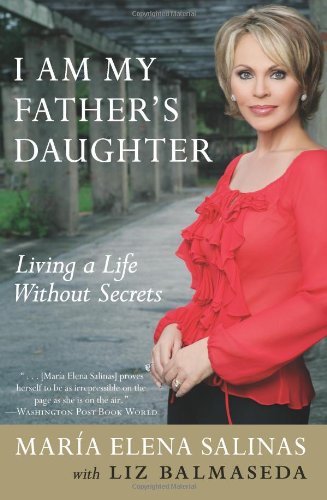 I AM MY
FATHER'S
DAUGHTER
Living a Life
Without Secrets
". . . [María Elena Salinas] proves
herself to be as irrepressible on the
page as she is on the air."
—WASHINGTON POST BOOK WORLD
MARÍA ELENA SALINAS
with LIZ BALMASEDA